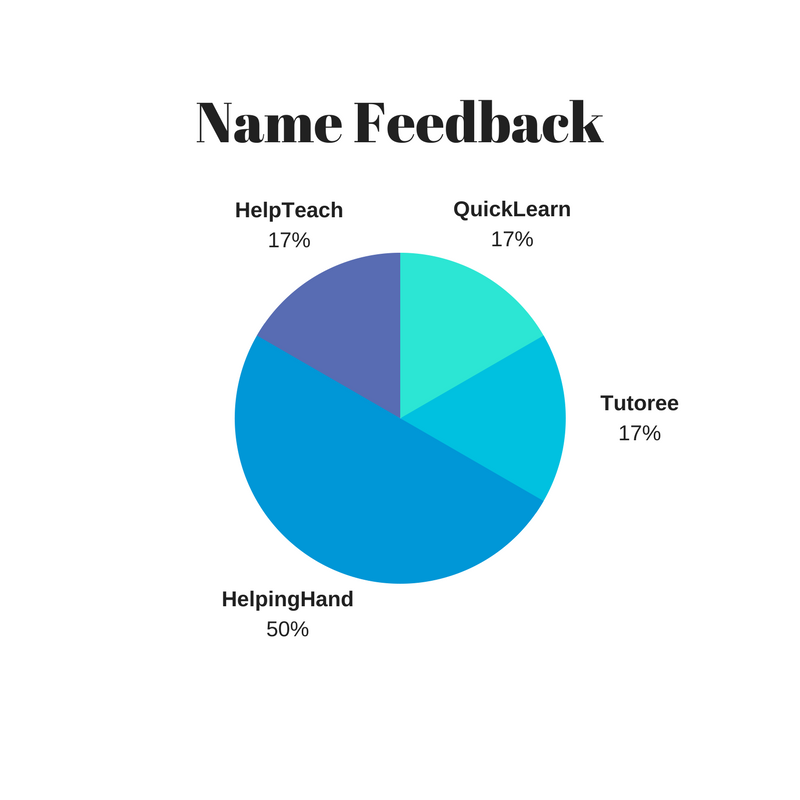 Name Feedback
HelpTeach
17%
QuickLearn
17%
Tutoree
17%
HelpingHand
50%